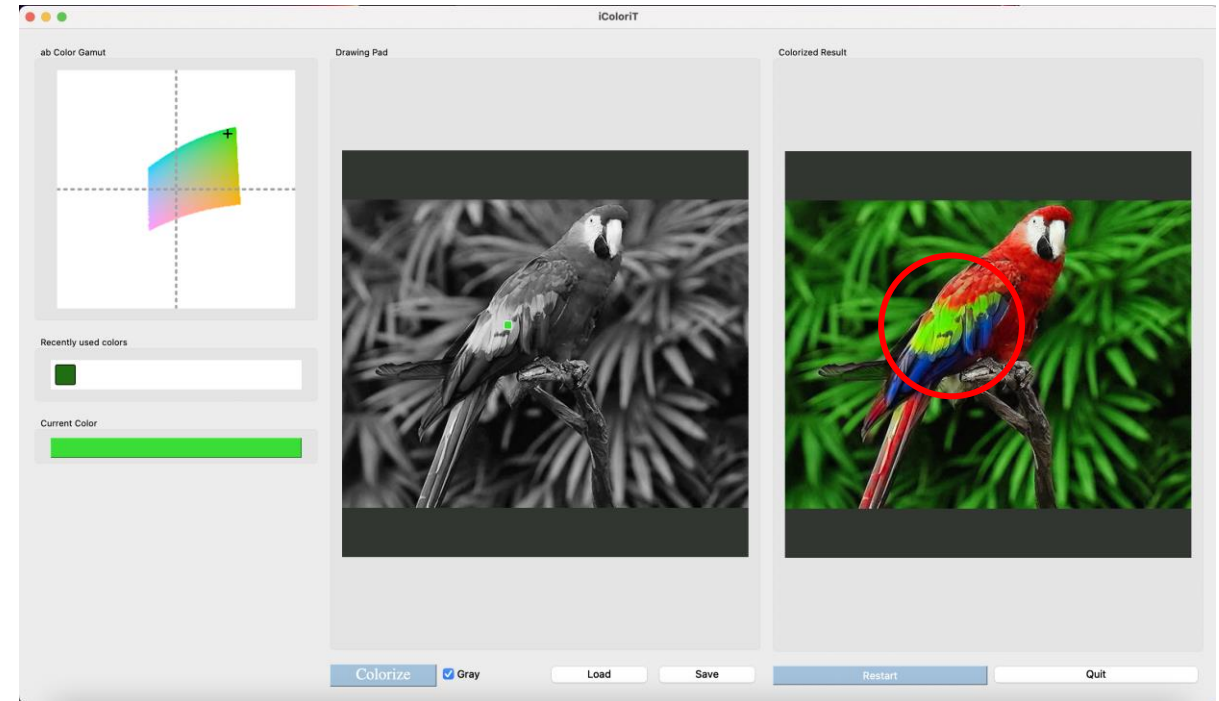 iColoriT
ab Color Gamut
Drawing Pad
Colorized Result
Recently used colors
Current Color
Colorize
Gray
Load
Save
Restart
Quit